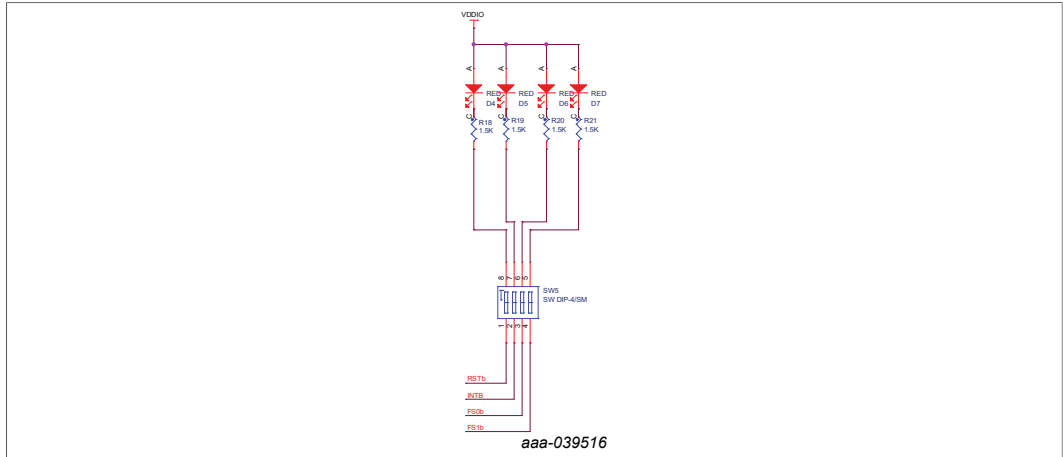 VDDIO
A A A A
RED RED RED RED
D4 D5 D6 D7
C C C C
R18 R19 R20 R21
1.5K 1.5K 1.5K 1.5K
8 7 6 5
SW5
SW DIP-4/SM
1 2 3 4
RSTb
INTB
FS0b
FS1b
aaa-039516